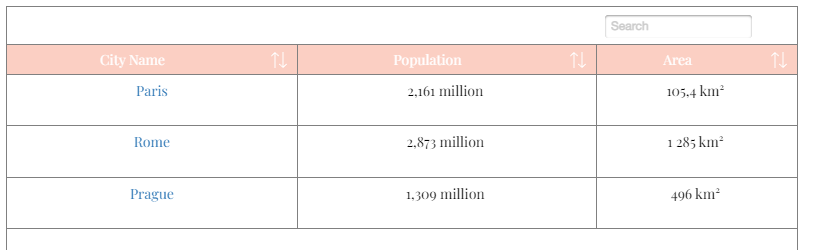 Search
City Name Population Area
Paris 2,161 million 105,4 km²
Rome 2,873 million 1 285 km²
Prague 1,309 million 496 km²